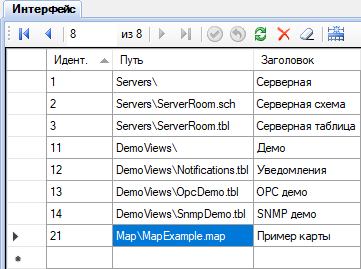 Интерфейс
8 из 8
Идент. Путь Заголовок
1 Servers\ Серверная
2 Servers\ServerRoom.sch Серверная схема
3 Servers\ServerRoom.tbl Серверная таблица
11 DemoViews\ Демо
12 DemoViews\Notifications.tbl Уведомления
13 DemoViews\OpcDemo.tbl OPC демо
14 DemoViews\SnmpDemo.tbl SNMP демо
21 Map\MapExample.map Пример карты